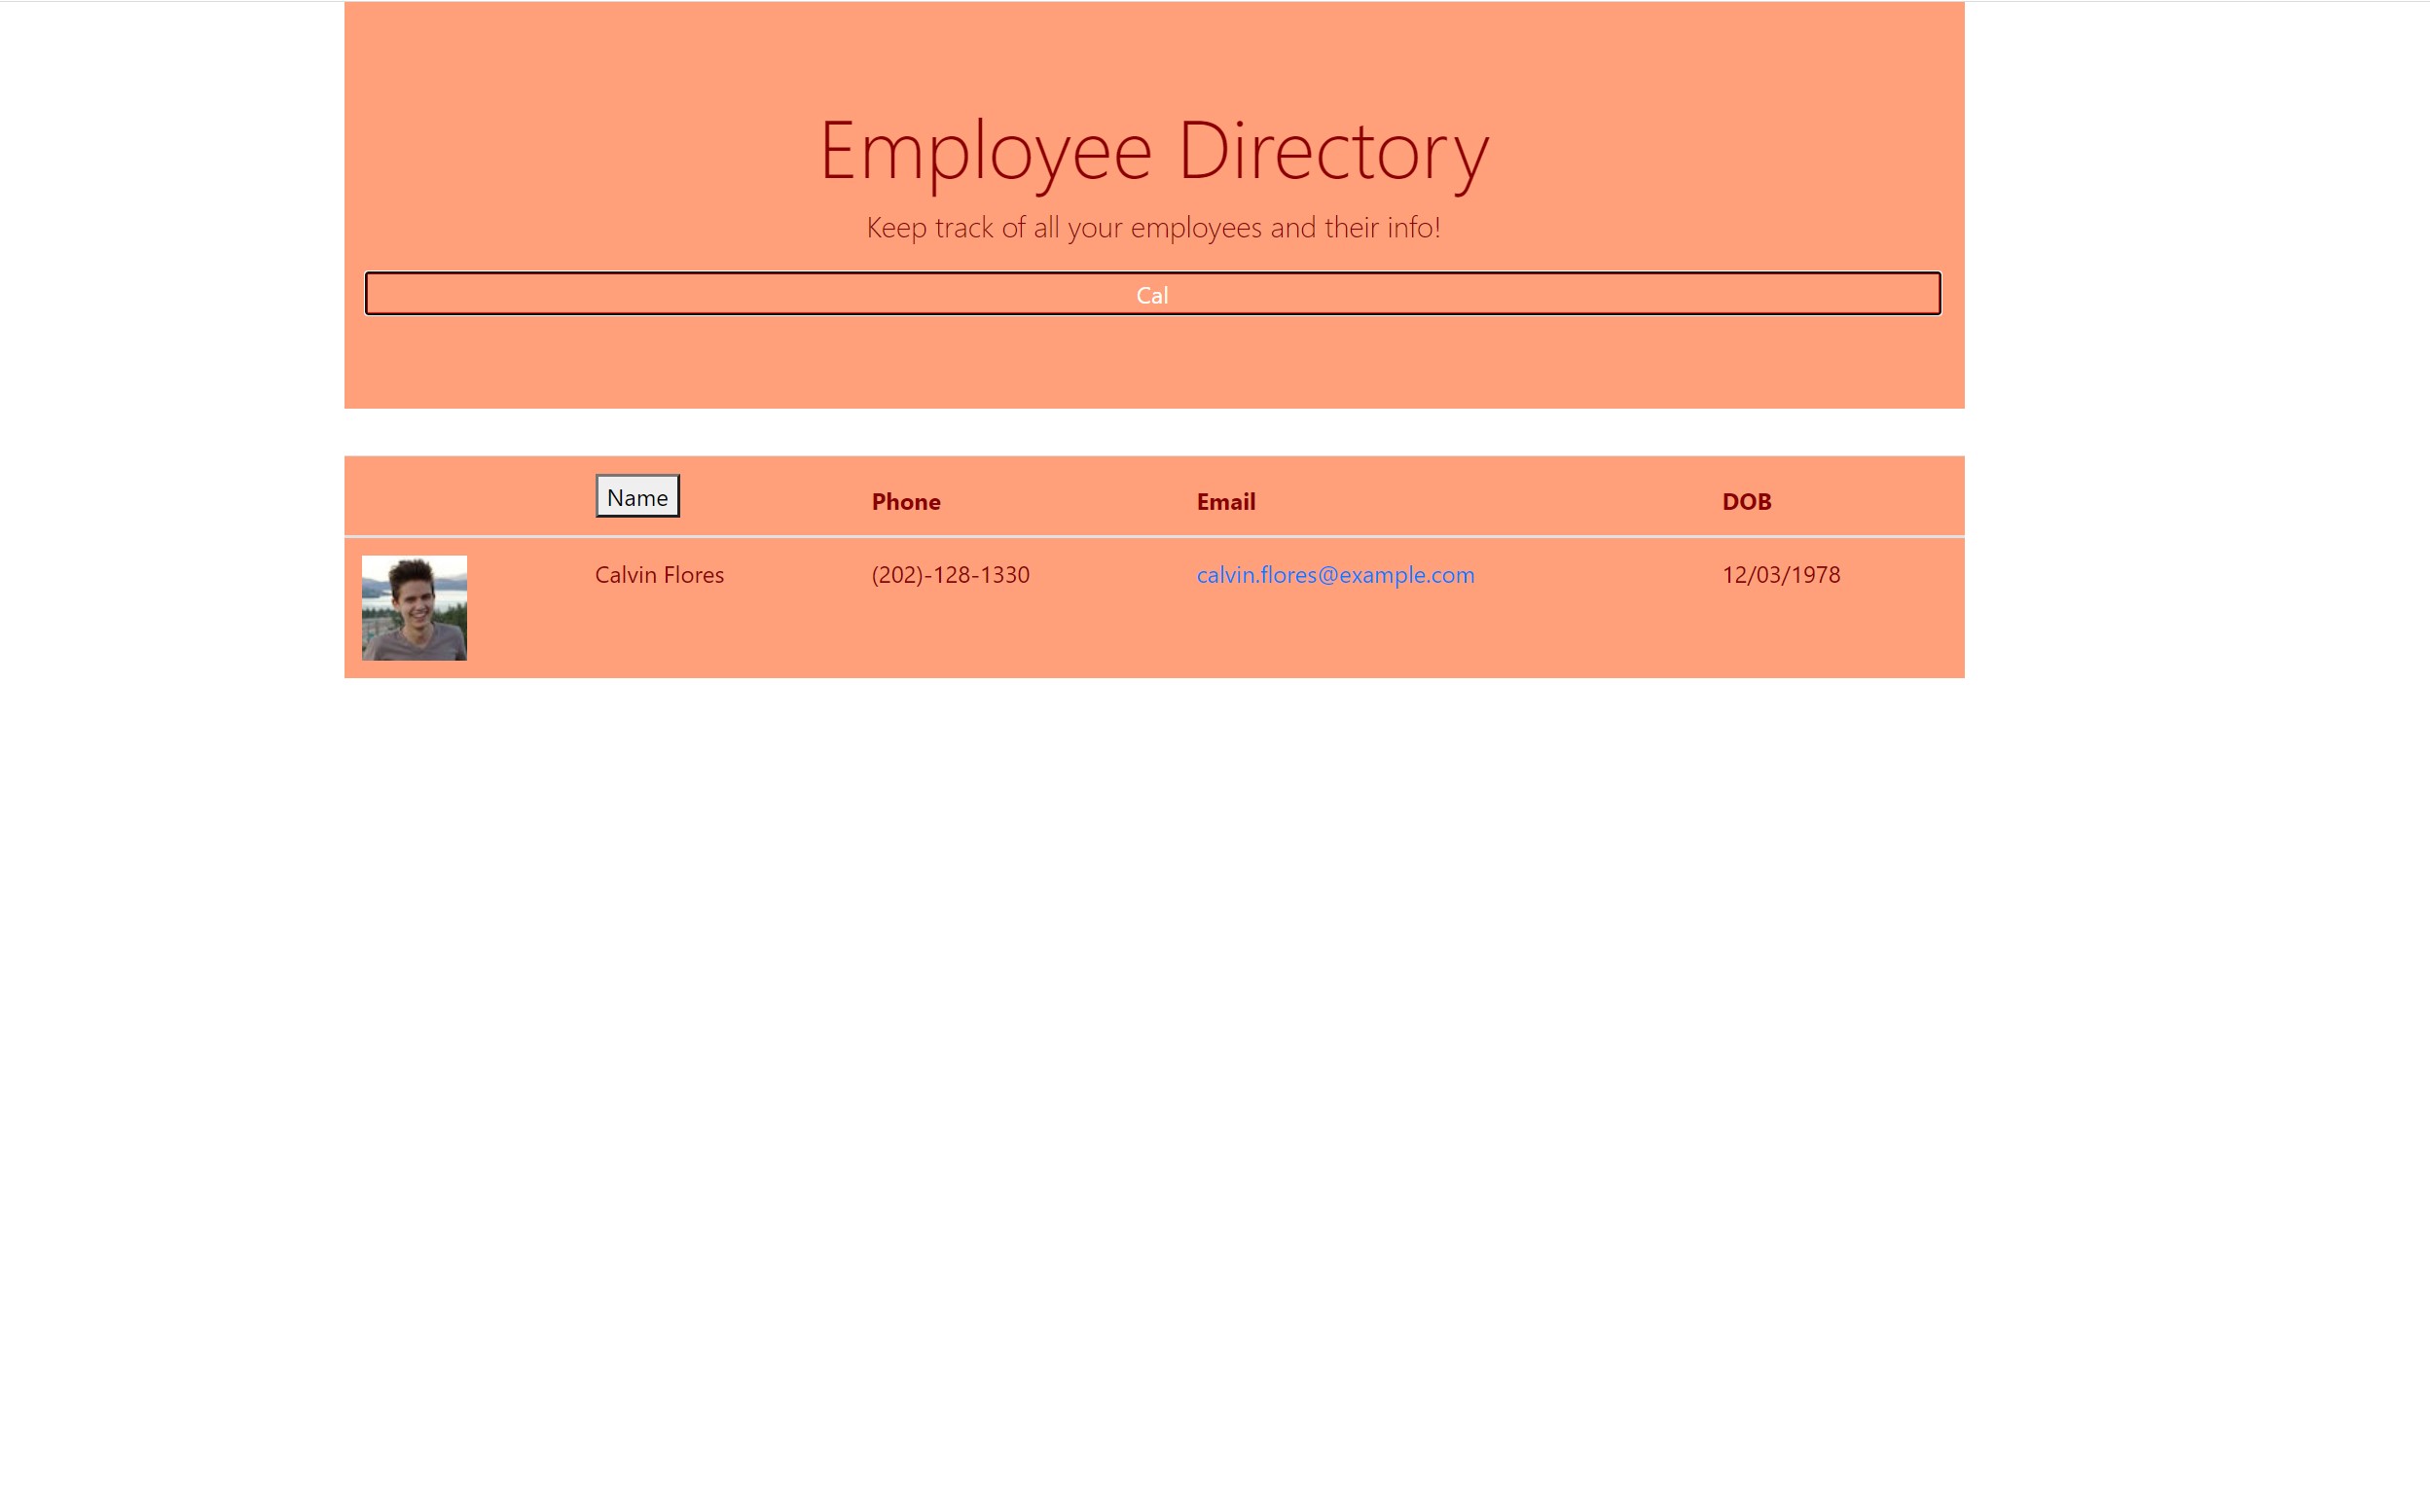 Employee Directory
Keep track of all your employees and their info!
Cal
Name Phone Email DOB
Calvin Flores (202)-128-1330 calvin.flores@example.com 12/03/1978